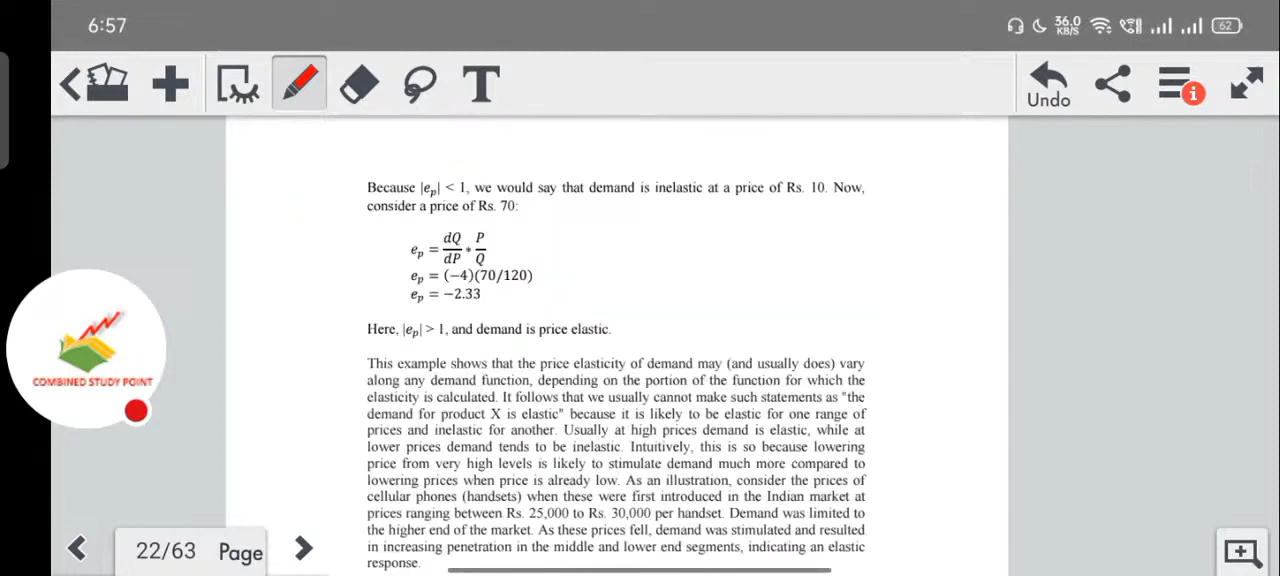 6:57
36.0
KB/S
62
T
Undo
i
Because |eₚ| < 1, we would say that demand is inelastic at a price of Rs. 10. Now,
consider a price of Rs. 70:
eₚ = dQ/dP * P/Q
eₚ = (−4)(70/120)
eₚ = −2.33
Here, |eₚ| > 1, and demand is price elastic.
This example shows that the price elasticity of demand may (and usually does) vary
along any demand function, depending on the portion of the function for which the
elasticity is calculated. It follows that we usually cannot make such statements as "the
demand for product X is elastic" because it is likely to be elastic for one range of
prices and inelastic for another. Usually at high prices demand is elastic, while at
lower prices demand tends to be inelastic. Intuitively, this is so because lowering
price from very high levels is likely to stimulate demand much more compared to
lowering prices when price is already low. As an illustration, consider the prices of
cellular phones (handsets) when these were first introduced in the Indian market at
prices ranging between Rs. 25,000 to Rs. 30,000 per handset. Demand was limited to
the higher end of the market. As these prices fell, demand was stimulated and resulted
in increasing penetration in the middle and lower end segments, indicating an elastic
response.
COMBINED STUDY POINT
22/63 Page